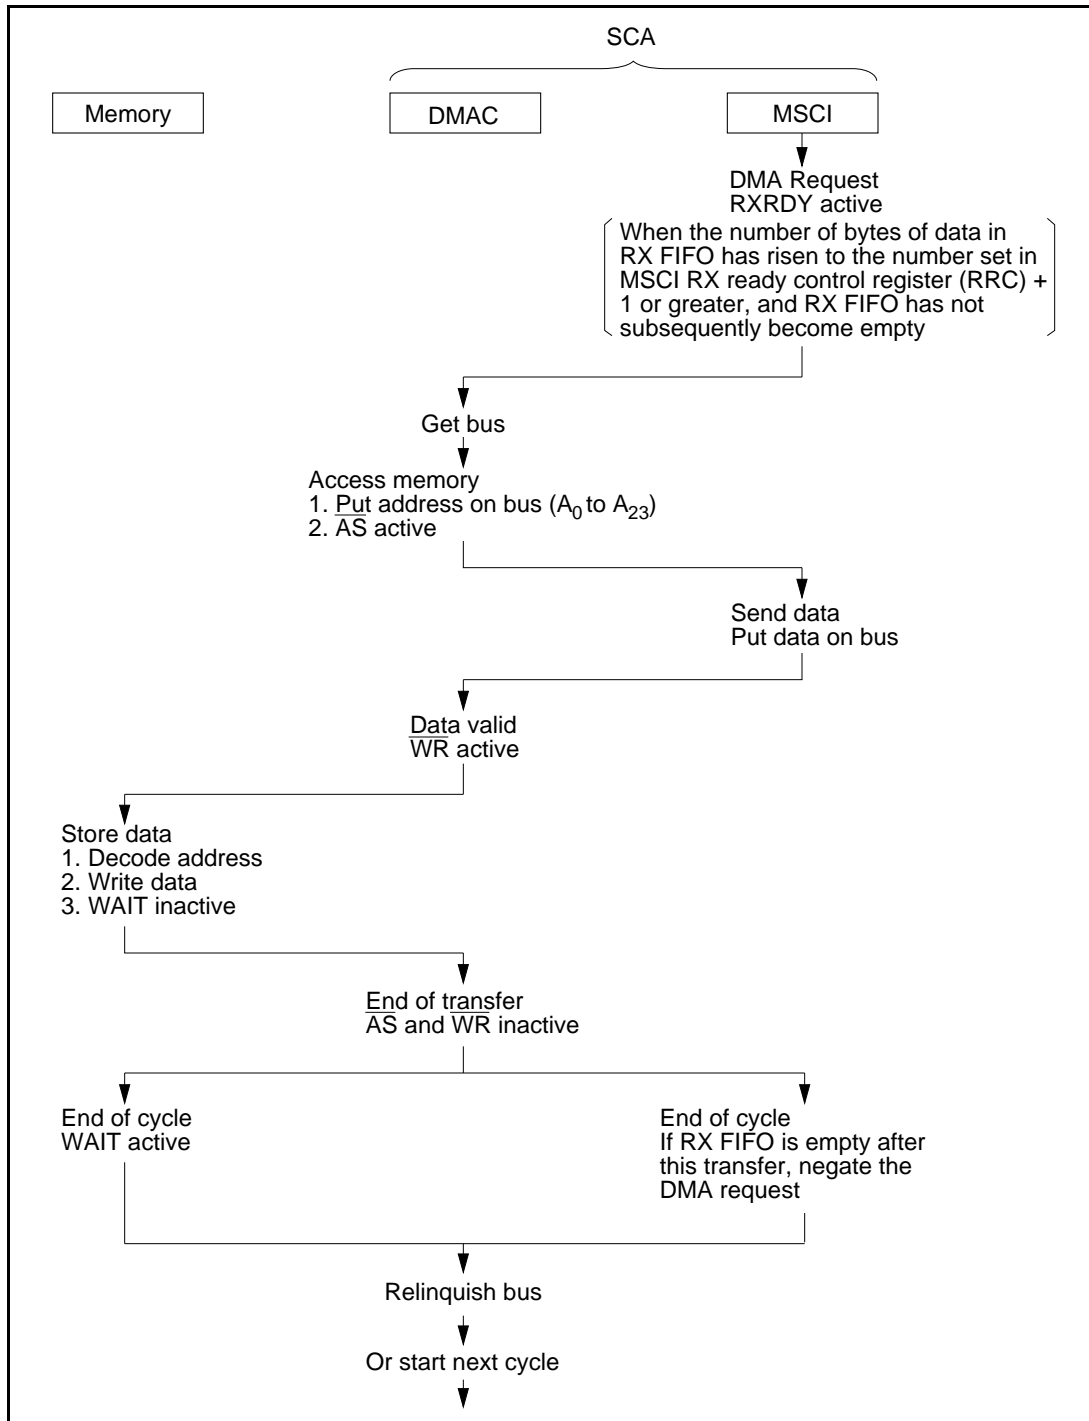 SCA
Memory
DMAC
MSCI
DMA Request
RXRDY active
When the number of bytes of data in
RX FIFO has risen to the number set in
MSCI RX ready control register (RRC) +
1 or greater, and RX FIFO has not
subsequently become empty
Get bus
Access memory
1. Put address on bus (A₀ to A₂₃)
2. A̅S̅ active
Send data
Put data on bus
Data valid
W̅R̅ active
Store data
1. Decode address
2. Write data
3. WAIT inactive
End of transfer
A̅S̅ and W̅R̅ inactive
End of cycle
WAIT active
End of cycle
If RX FIFO is empty after
this transfer, negate the
DMA request
Relinquish bus
Or start next cycle